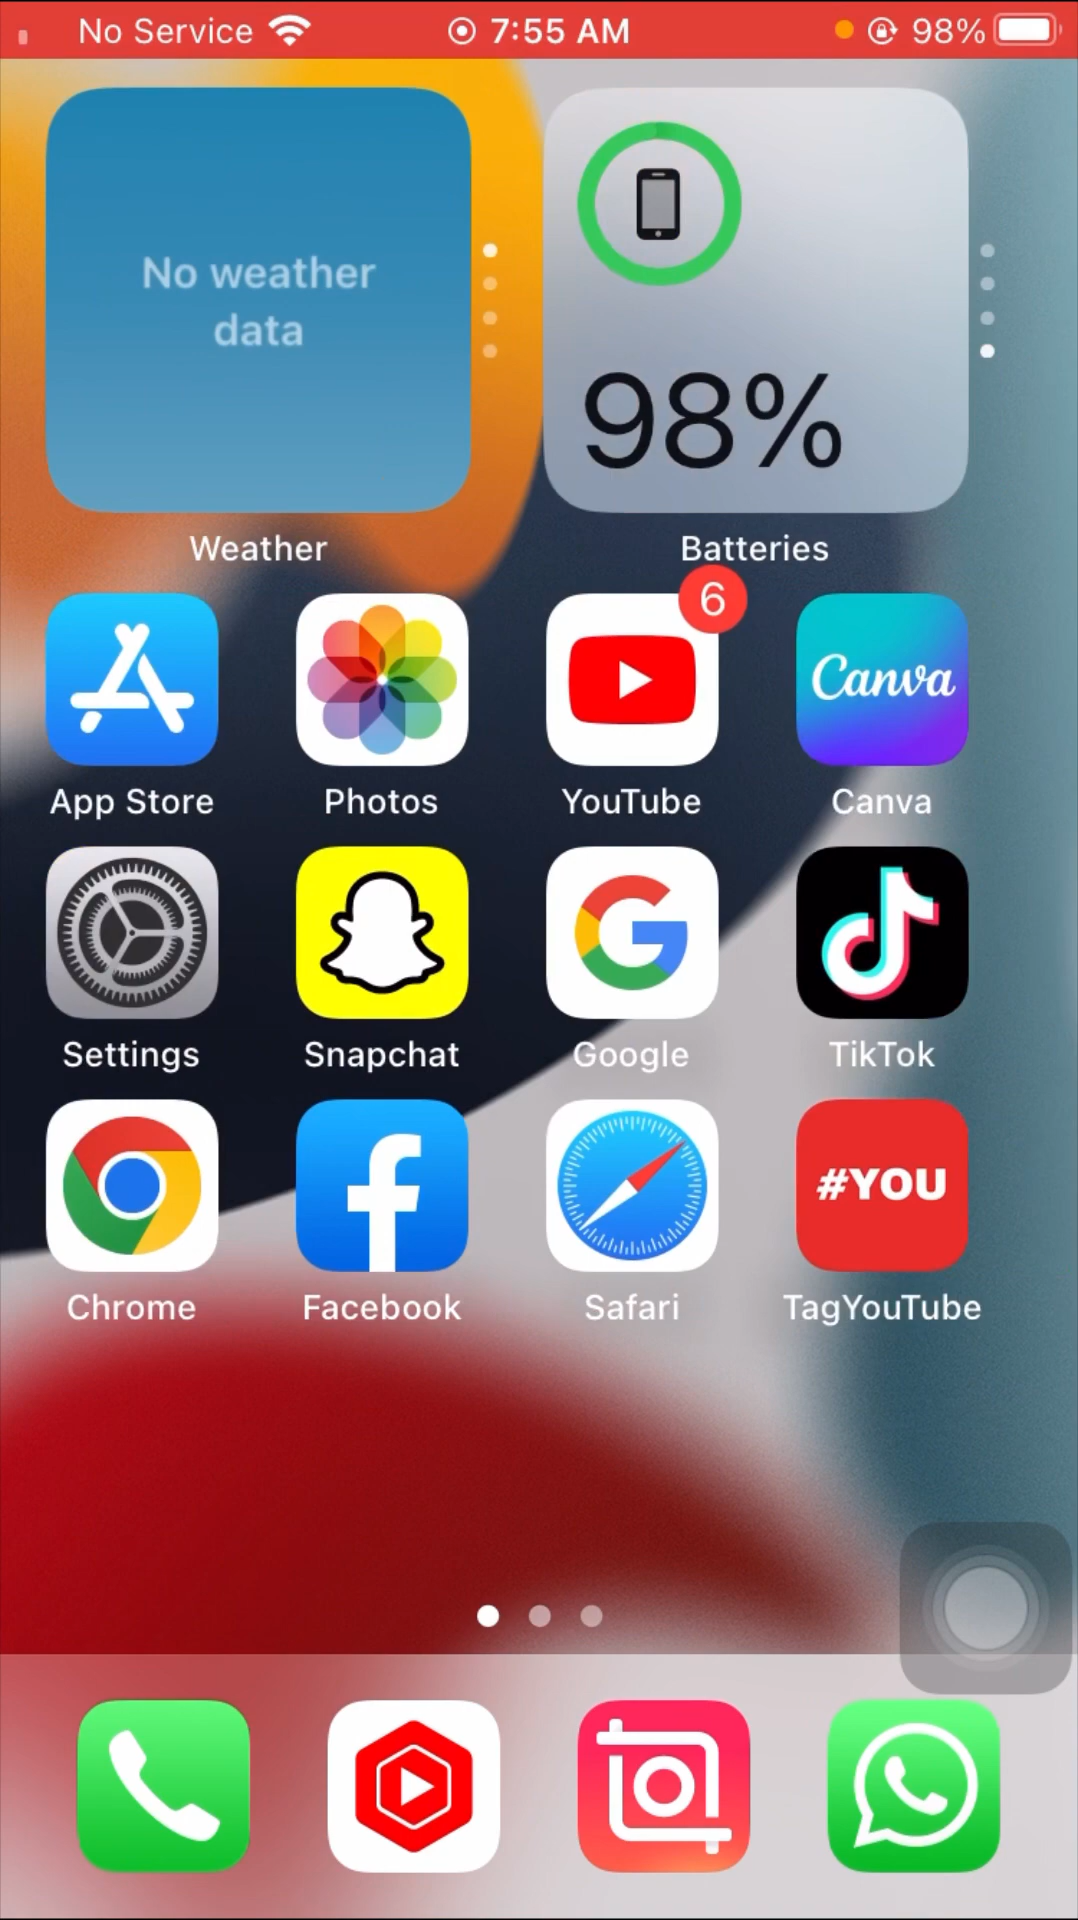 No Service 7:55 AM 98%
No weather
data
98%
Weather Batteries
6
Canva
App Store Photos YouTube Canva
Settings Snapchat Google TikTok
#YOU
Chrome Facebook Safari TagYouTube